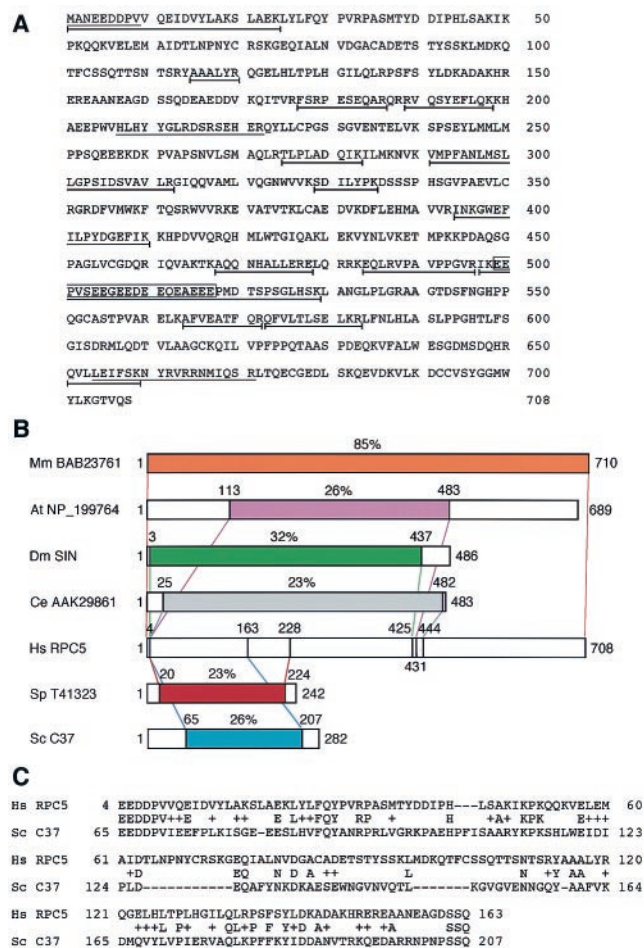 A
MANEEDDPVV QEIDVYLAKS LAEKLYLFQY PVRPASMTYD DIPHLSAKIK 50
PKQQKVELEM AIDTLNPNYC RSKGEQIALN VDGACADETS TYSSKLMDKQ 100
TFCSSQTTSN TSRYAAALYR QGELHLTPLH GILQLRPSFS YLDKADAKHR 150
EREAANEAGD SSQDEAEDDV KQITVRFSRP ESEQARQRRV QSYEFLQKKH 200
AEEPWVHLHY YGLRDSRSEH ERQYLLCPGS SGVENTELVK SPSEYLMMLM 250
PPSQEEEKDK PVAPSNVLSM AQLRTLPLAD QIKILMKNVK VMPFANLMSL 300
LGPSIDSVAV LRGIQQVAML VQGNWVVKSD ILYPKDSSSP HSGVPAEVLC 350
RGRDFVMWKF TQSRWVVRKE VATVTKLCAE DVKDFLEHMA VVRINKGWEF 400
ILPYDGEFIK KHPDVVQRQH MLWTGIQAKL EKVYNLVKET MPKKPDAQSG 450
PAGLVCGDQR IQVAKTKAQQ NHALLERELQ RRKEQLRVPA VPPGVRIKEE 500
PVSEEGEEDE EQEAEEEPMD TSPSGLHSKL ANGLPLGRAA GTDSFNGHPP 550
QGCASTPVAR ELKAFVEATF QRQFVLTLSE LKRLFNLHLA SLPPGHTLFS 600
GISDRMLQDT VLAAGCKQIL VPFPPQTAAS PDEQKVFALW ESGDMSDQHR 650
QVLLEIFSKN YRVRRNMIQS RLTQECGEDL SKQEVDKVLK DCCVSYGGMW 700
YLKGTVQS 708
B
85%
Mm BAB23761 1 710
113 26% 483
At NP_199764 1 689
3 32% 437
Dm SIN 1 486
25 23% 482
Ce AAK29861 1 483
4 163 228 425 444
Hs RPC5 1 708
431
20 23% 224
Sp T41323 1 242
65 26% 207
Sc C37 1 282
C
Hs RPC5 4 EEDDPVVQEIDVYLAKSLAEKLYLFQYPVRPASMTYDDIPH---LSAKIKPKQQKVELEM 60
EEDDPV++E + + E L+ +F+Y RP + H +A+ KPK E+++
Sc C37 65 EEDDPVIEEFPLKISGE-EESLHVFQYANRPRLVGRKPAEHPFISAARYKPKSHLWEIDI 123
Hs RPC5 61 AIDTLNPNYCRSKGEQIALNVDGACADETSTYSSKLMDKQTFCSSQTTSNTSRYAAALYR 120
+D EQ N D A ++ + N +Y AA+ +
Sc C37 124 PLD------------EQAFYNKDKAESEWNGVNVQTL-------KGVGVENNGQY-AAFVK 164
Hs RPC5 121 QGELHLTPLHGILQLRPSFSYLDKADAKHREREAANEAGDSSQ 163
+++L P+ + QL+P F Y+D A+ ++ +A SSQ
Sc C37 165 DMQVYLVPIERVAQLKPFFKYIDDANVTRKQEDARRNPNPSSQ 207